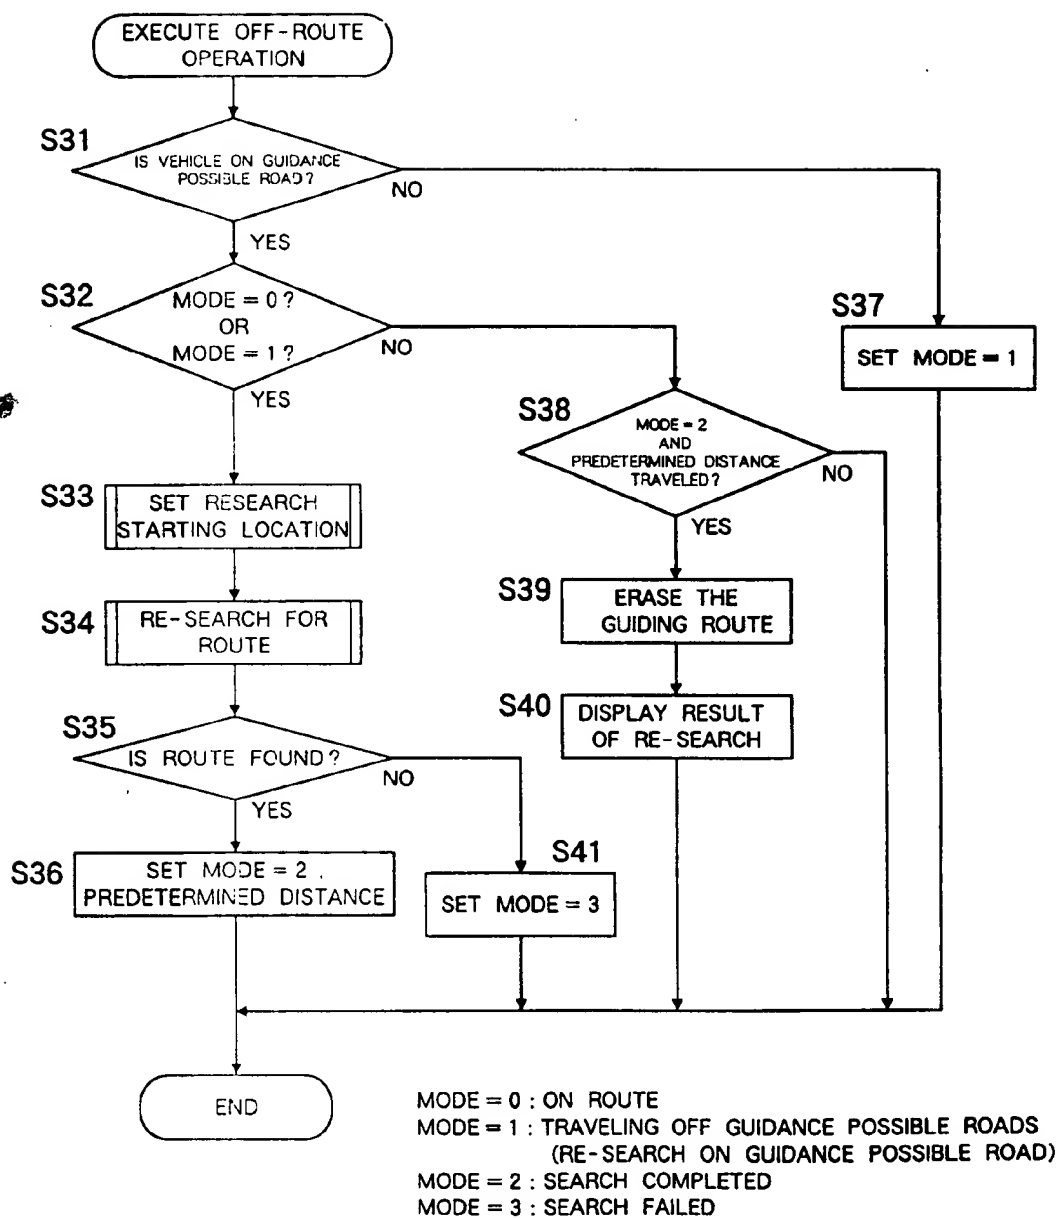 EXECUTE OFF-ROUTE
OPERATION
S31
IS VEHICLE ON GUIDANCE
POSSIBLE ROAD?
NO
YES
S32
MODE = 0?
OR
MODE = 1?
NO
YES
S37
SET MODE = 1
S38
MODE = 2
AND
PREDETERMINED DISTANCE
TRAVELED?
NO
YES
S33
SET RESEARCH
STARTING LOCATION
S39
ERASE THE
GUIDING ROUTE
S34
RE-SEARCH FOR
ROUTE
S40
DISPLAY RESULT
OF RE-SEARCH
S35
IS ROUTE FOUND?
NO
YES
S36
SET MODE = 2,
PREDETERMINED DISTANCE
S41
SET MODE = 3
END
MODE = 0 : ON ROUTE
MODE = 1 : TRAVELING OFF GUIDANCE POSSIBLE ROADS
(RE-SEARCH ON GUIDANCE POSSIBLE ROAD)
MODE = 2 : SEARCH COMPLETED
MODE = 3 : SEARCH FAILED